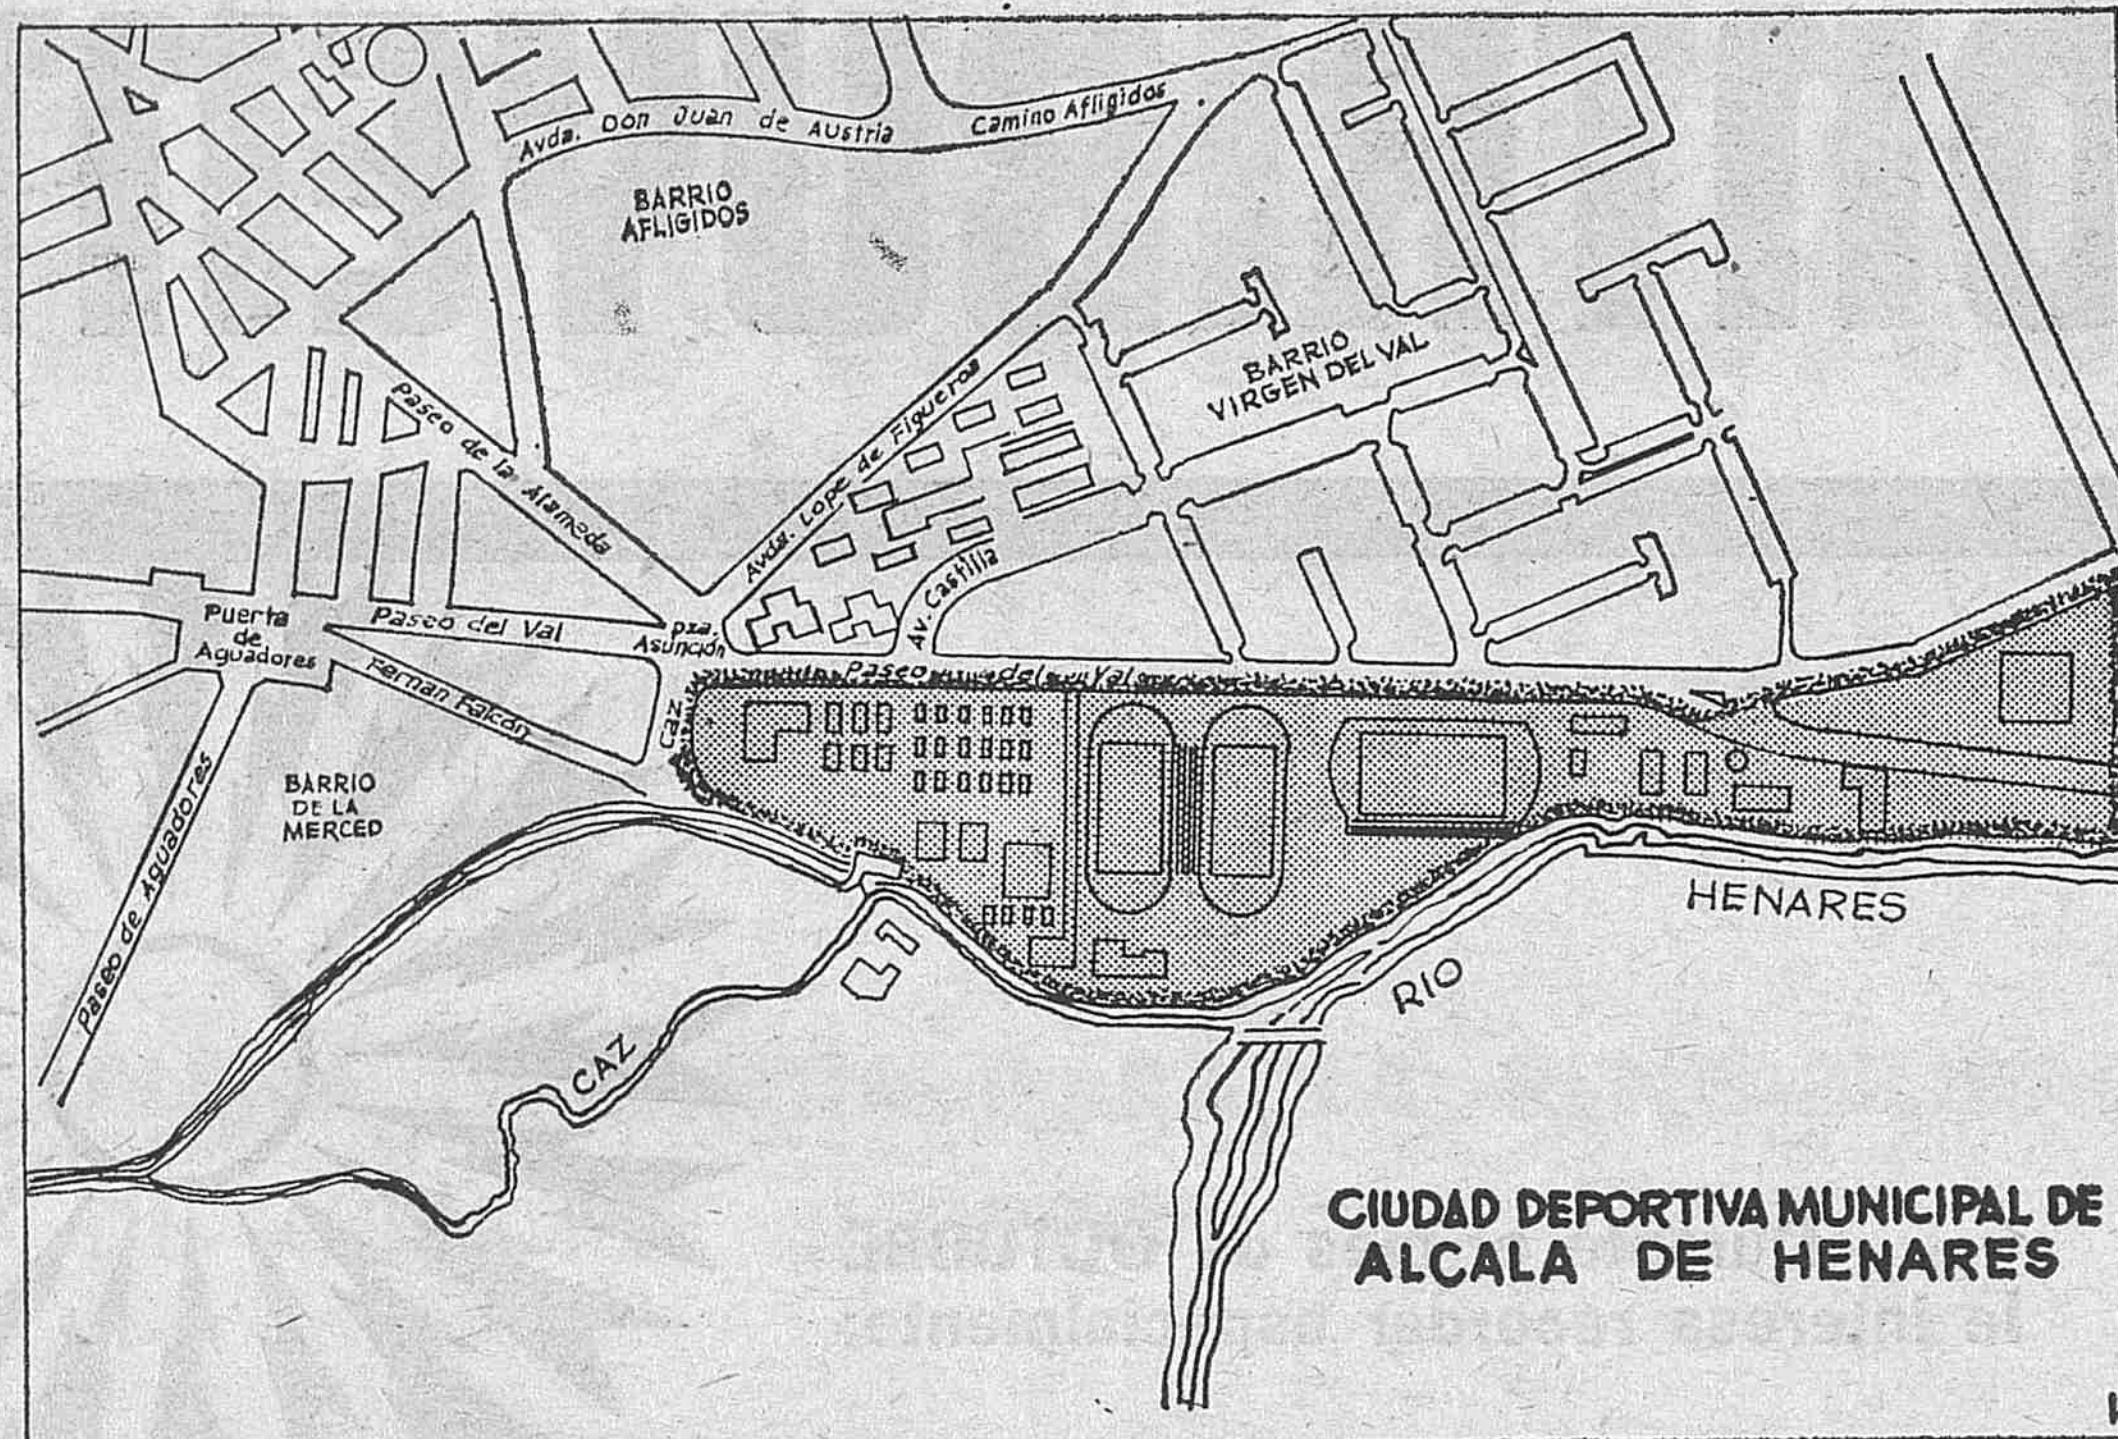 Avda. Don Juan de Austria
Camino Afligidos
BARRIO
AFLIGIDOS
BARRIO
VIRGEN DEL VAL
Paseo de la Alameda
Avda. Lope de Figueroa
Av. Castilla
Puerta
de
Aguadores
Paseo del Val
pza.
Asunción
Fernan Falcón
Paseo del Val
CAZ
BARRIO
DE LA
MERCED
Paseo de Aguadores
HENARES
RIO
CAZ
CIUDAD DEPORTIVA MUNICIPAL DE
ALCALA DE HENARES